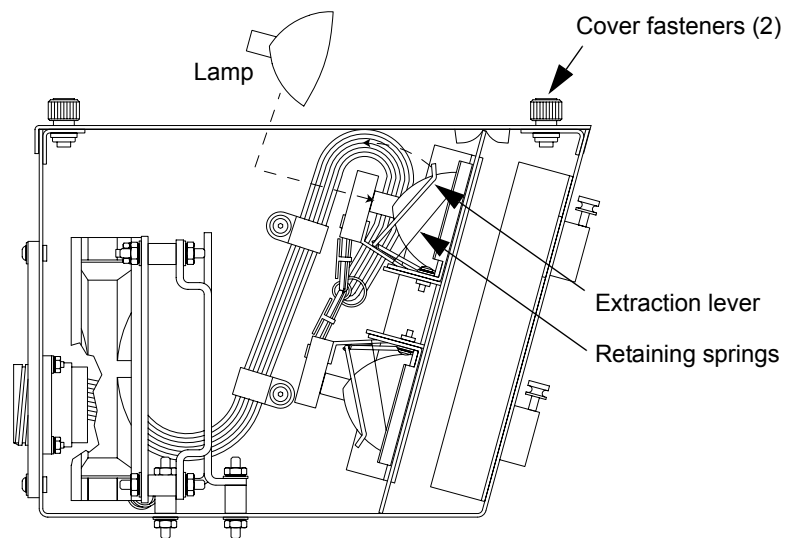 Cover fasteners (2)
Lamp
Extraction lever
Retaining springs